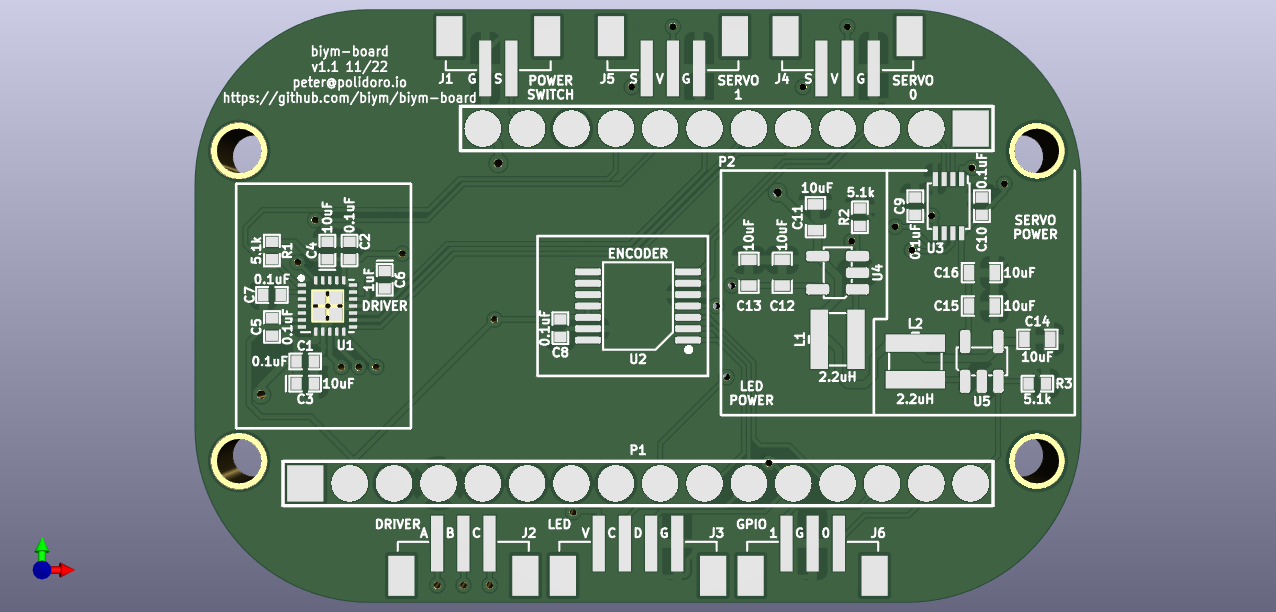 biym-board
v1.1 11/22
peter@polidoro.io
https://github.com/biym/biym-board
J1 G S POWER
SWITCH
J5 S V G SERVO
1
J4 S V G SERVO
0
P2
5.1k R1
C4 10uF
0.1uF C2
1uF C6
C7 0.1uF
C5 0.1uF
DRIVER
U1
C1 0.1uF
10uF
C3
ENCODER
0.1uF C8
U2
10uF C13
10uF C12
10uF C11
5.1k R2
U4
L1 2.2uH
LED
POWER
C9 0.1uF
U3
0.1uF C10
SERVO
POWER
C16 10uF
C15 10uF
L2 2.2uH
C14 10uF
U5
R3 5.1k
P1
DRIVER A B C J2
LED V C D G J3
GPIO 1 G 0 J6